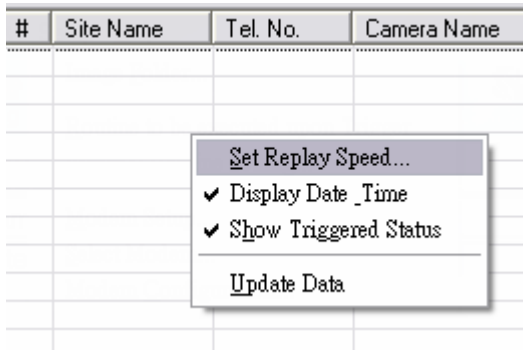 # Site Name Tel. No. Camera Name
Set Replay Speed...
✓ Display Date _Time
✓ Show Triggered Status
Update Data